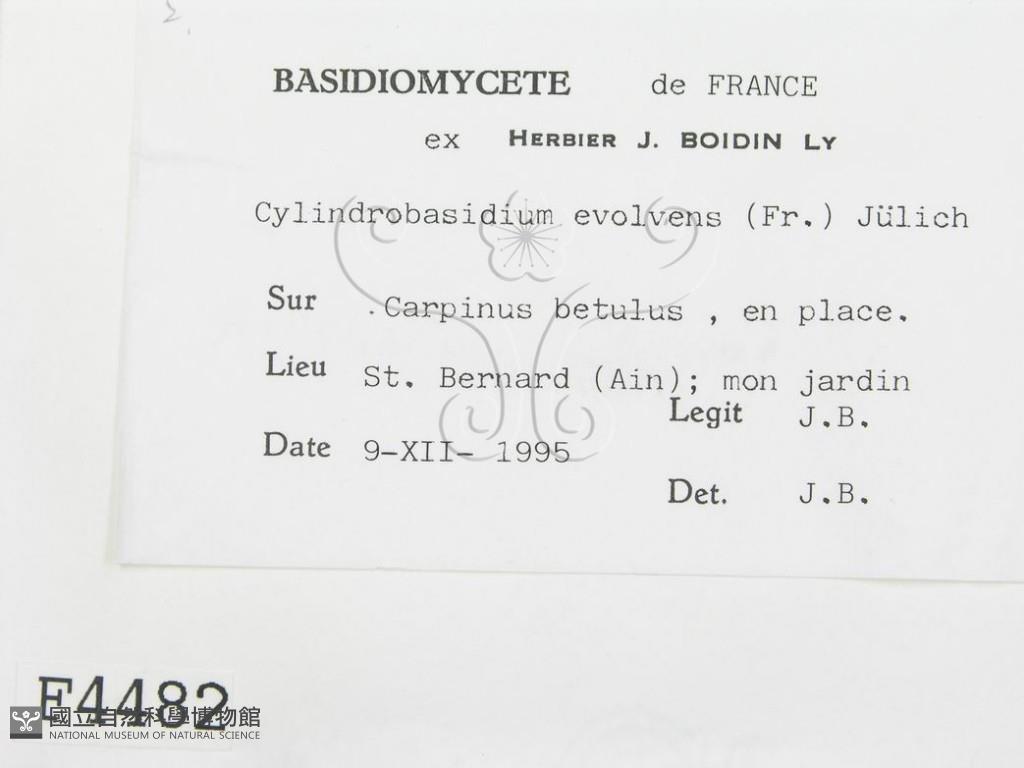 BASIDIOMYCETE de FRANCE
ex HERBIER J. BOIDIN LY
Cylindrobasidium evolvens (Fr.) Jülich
Sur .Carpinus betulus , en place.
Lieu St. Bernard (Ain); mon jardin
Legit J.B.
Date 9-XII- 1995
Det. J.B.
F4482
國立自然科學博物館
NATIONAL MUSEUM OF NATURAL SCIENCE